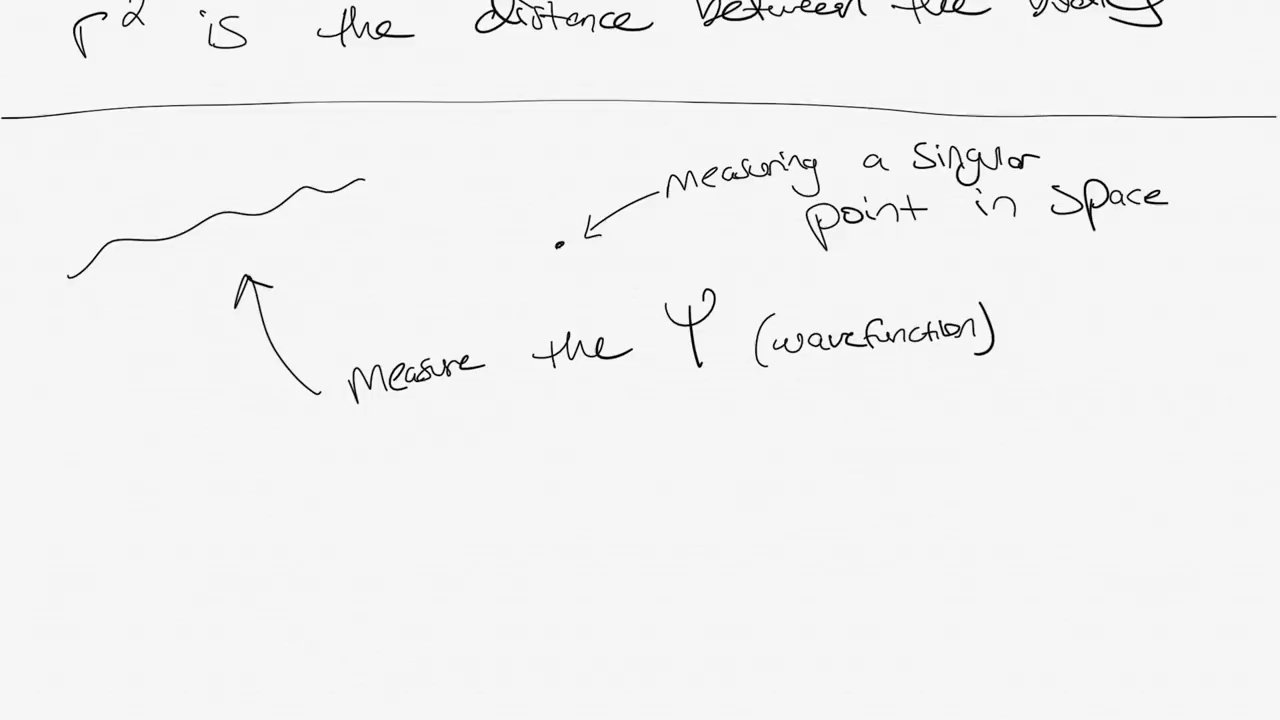 r² is the distance between the
measuring a singular
point in space
measure the Ψ (wavefunction)